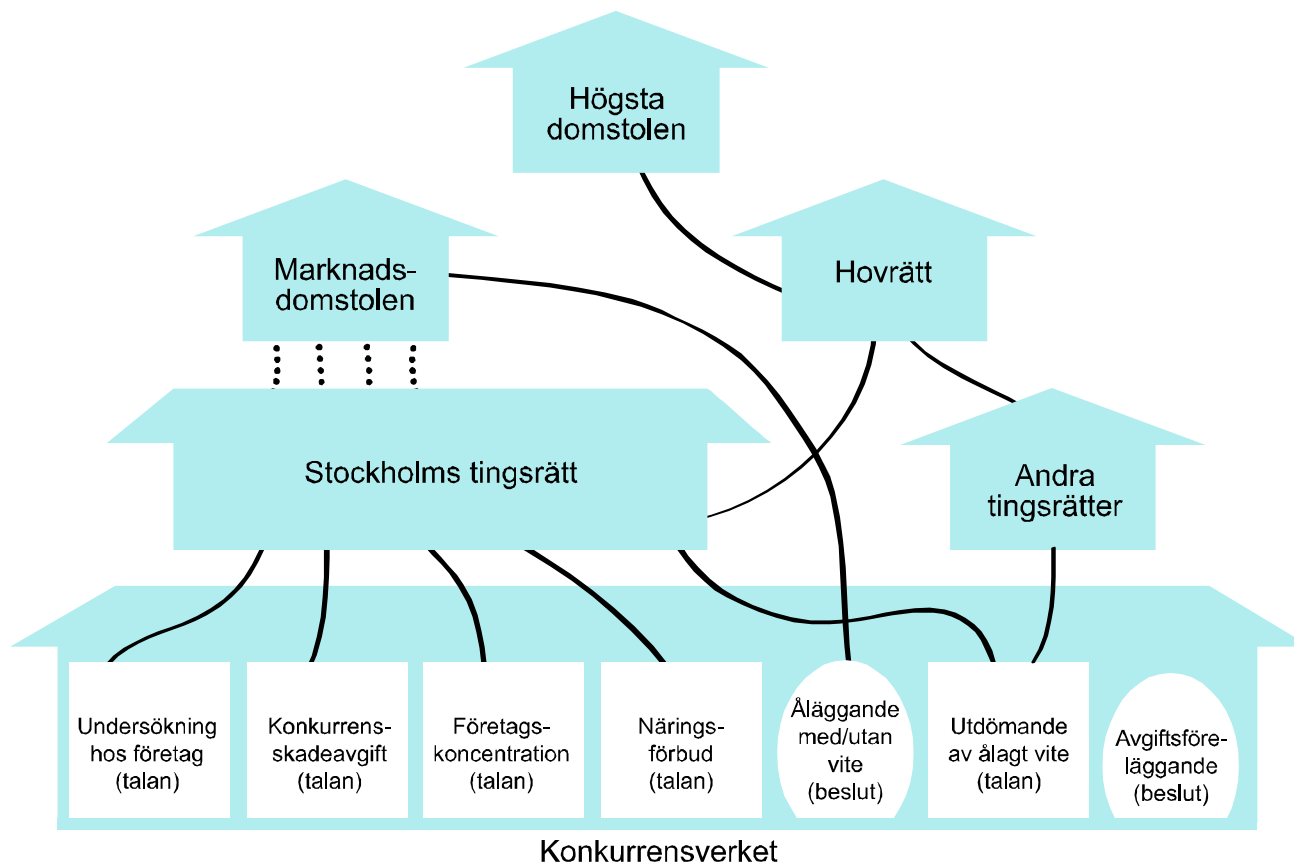 Högsta
domstolen
Marknads-
domstolen
Hovrätt
Stockholms tingsrätt
Andra
tingsrätter
Undersökning
hos företag
(talan)
Konkurrens-
skadeavgift
(talan)
Företags-
koncentration
(talan)
Närings-
förbud
(talan)
Åläggande
med/utan
vite
(beslut)
Utdömande
av ålagt vite
(talan)
Avgiftsföre-
läggande
(beslut)
Konkurrensverket